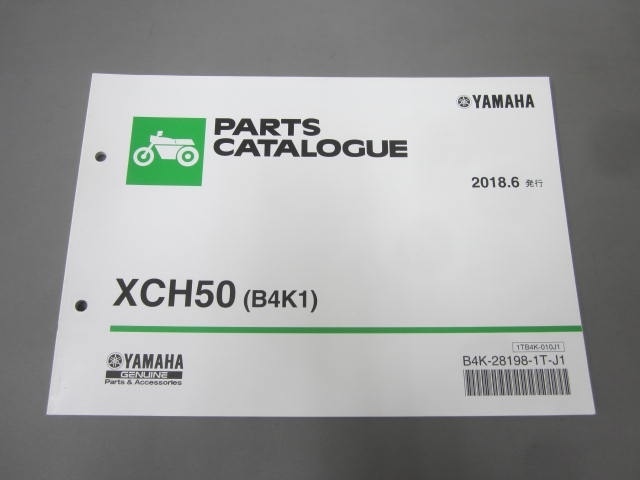 YAMAHA
PARTS
CATALOGUE
2018.6 発行
XCH50 (B4K1)
1TB4K-010J1
YAMAHA
GENUINE
Parts & Accessories
B4K-28198-1T-J1